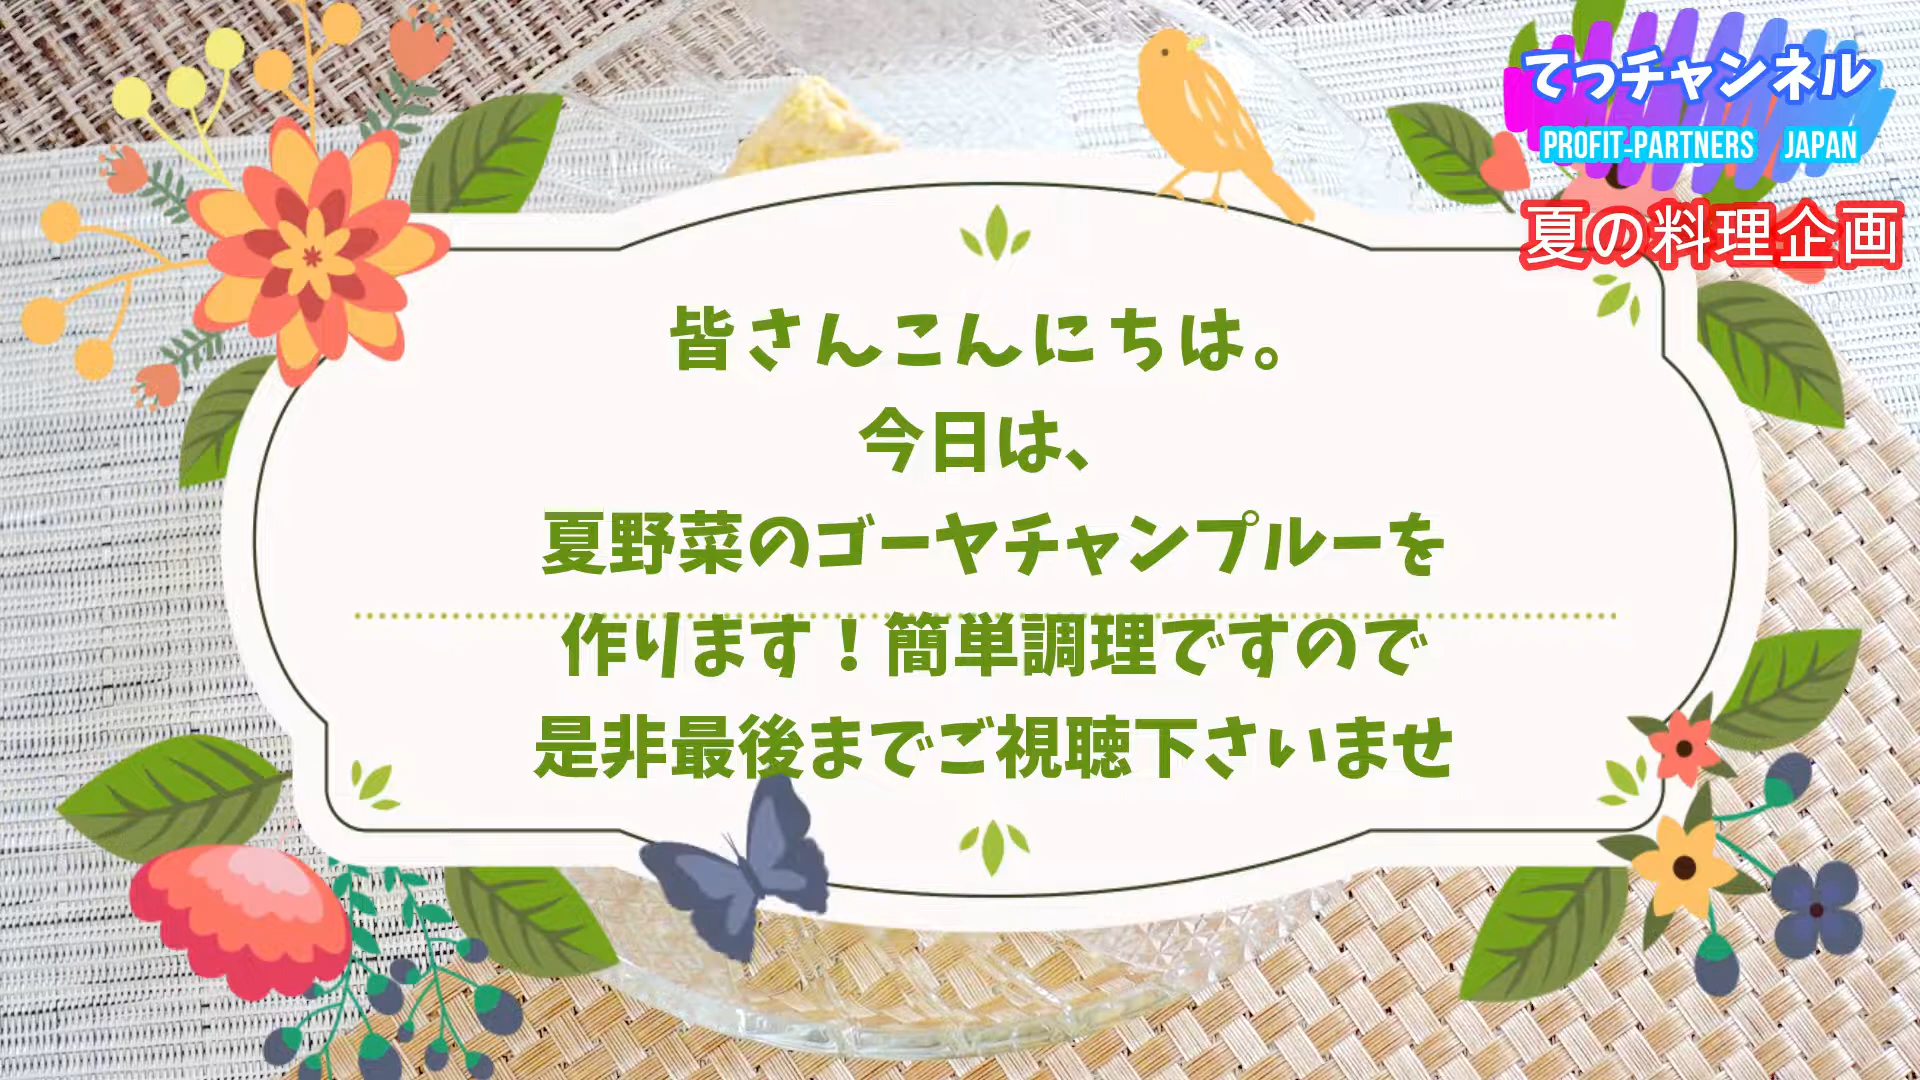 てっチャンネル
PROFIT-PARTNERS JAPAN
夏の料理企画
皆さんこんにちは。
今日は、
夏野菜のゴーヤチャンプルーを
作ります！簡単調理ですので
是非最後までご視聴下さいませ